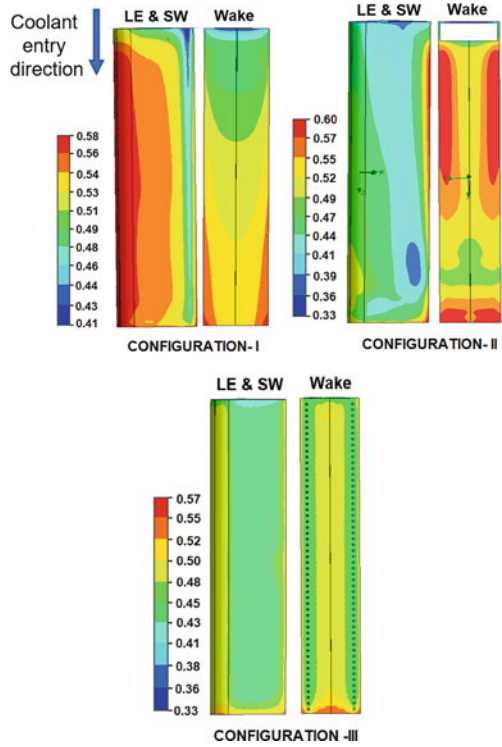 Coolant
entry
direction
LE & SW
Wake
0.58
0.56
0.54
0.53
0.51
0.49
0.48
0.46
0.44
0.43
0.41
CONFIGURATION- I
LE & SW
Wake
0.60
0.57
0.55
0.52
0.49
0.47
0.44
0.41
0.39
0.36
0.33
CONFIGURATION- II
LE & SW
Wake
0.57
0.55
0.52
0.50
0.48
0.45
0.43
0.41
0.38
0.36
0.33
CONFIGURATION -III